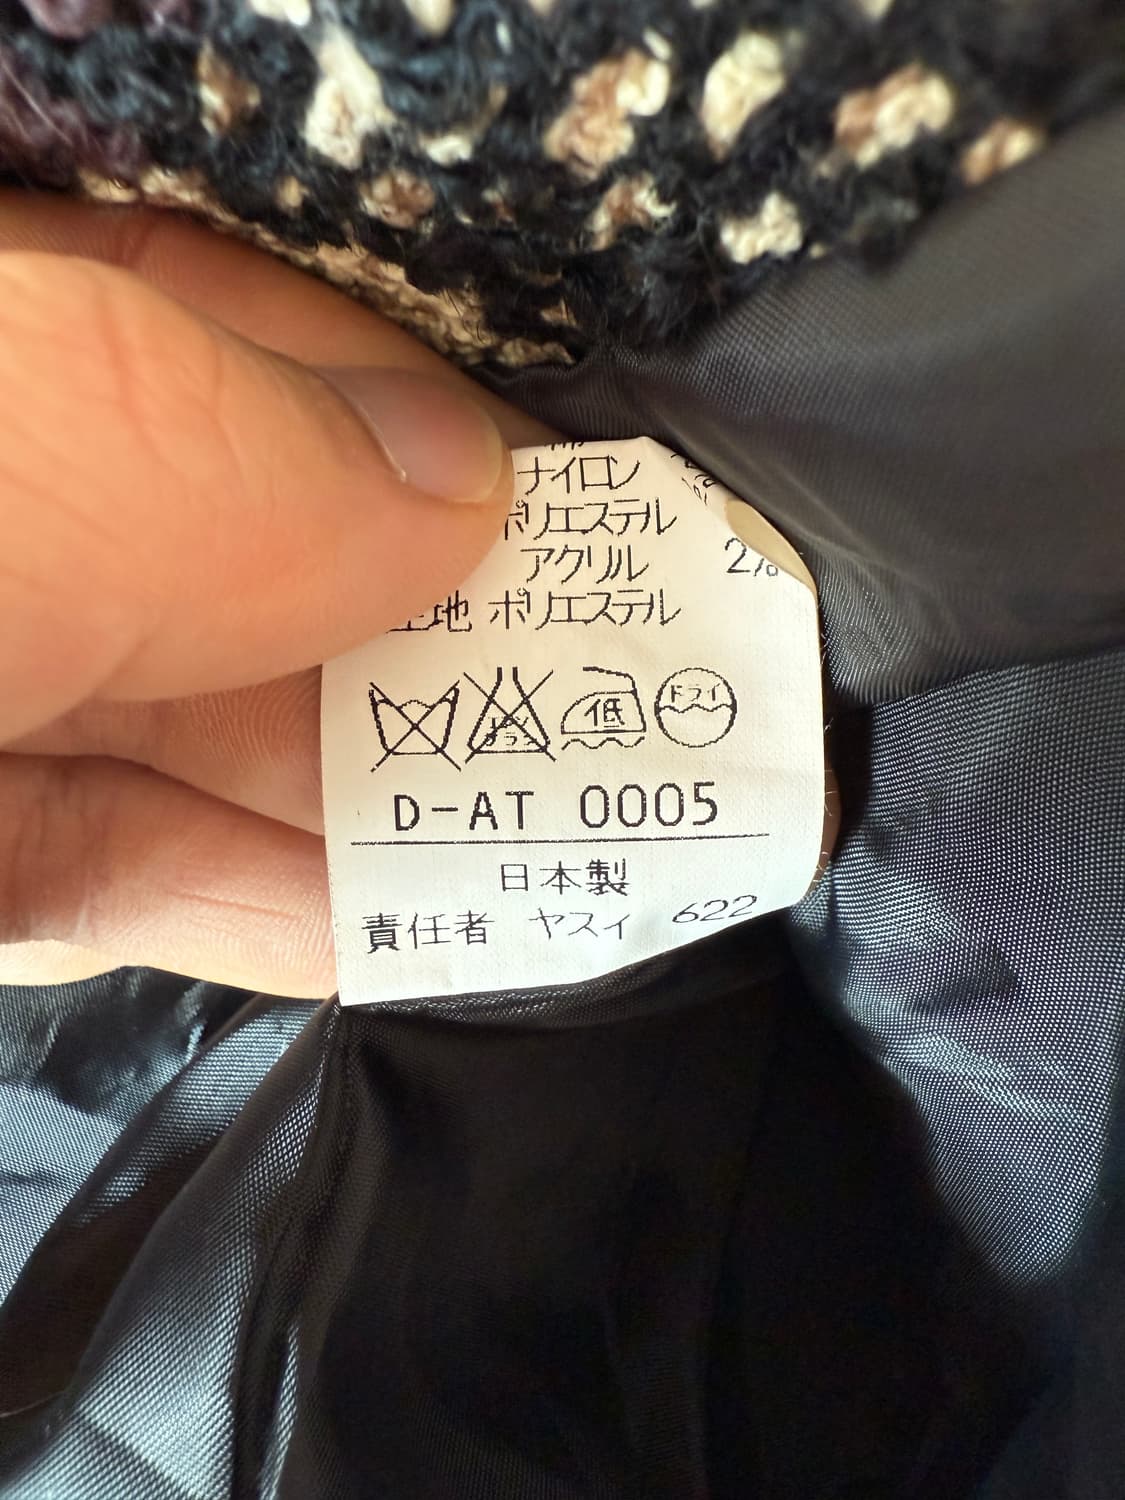 ナイロン
ポリエステル
アクリル 2%
地 ポリエステル
低 ドライ
D-AT 0005
日本製
責任者 ヤスイ 622